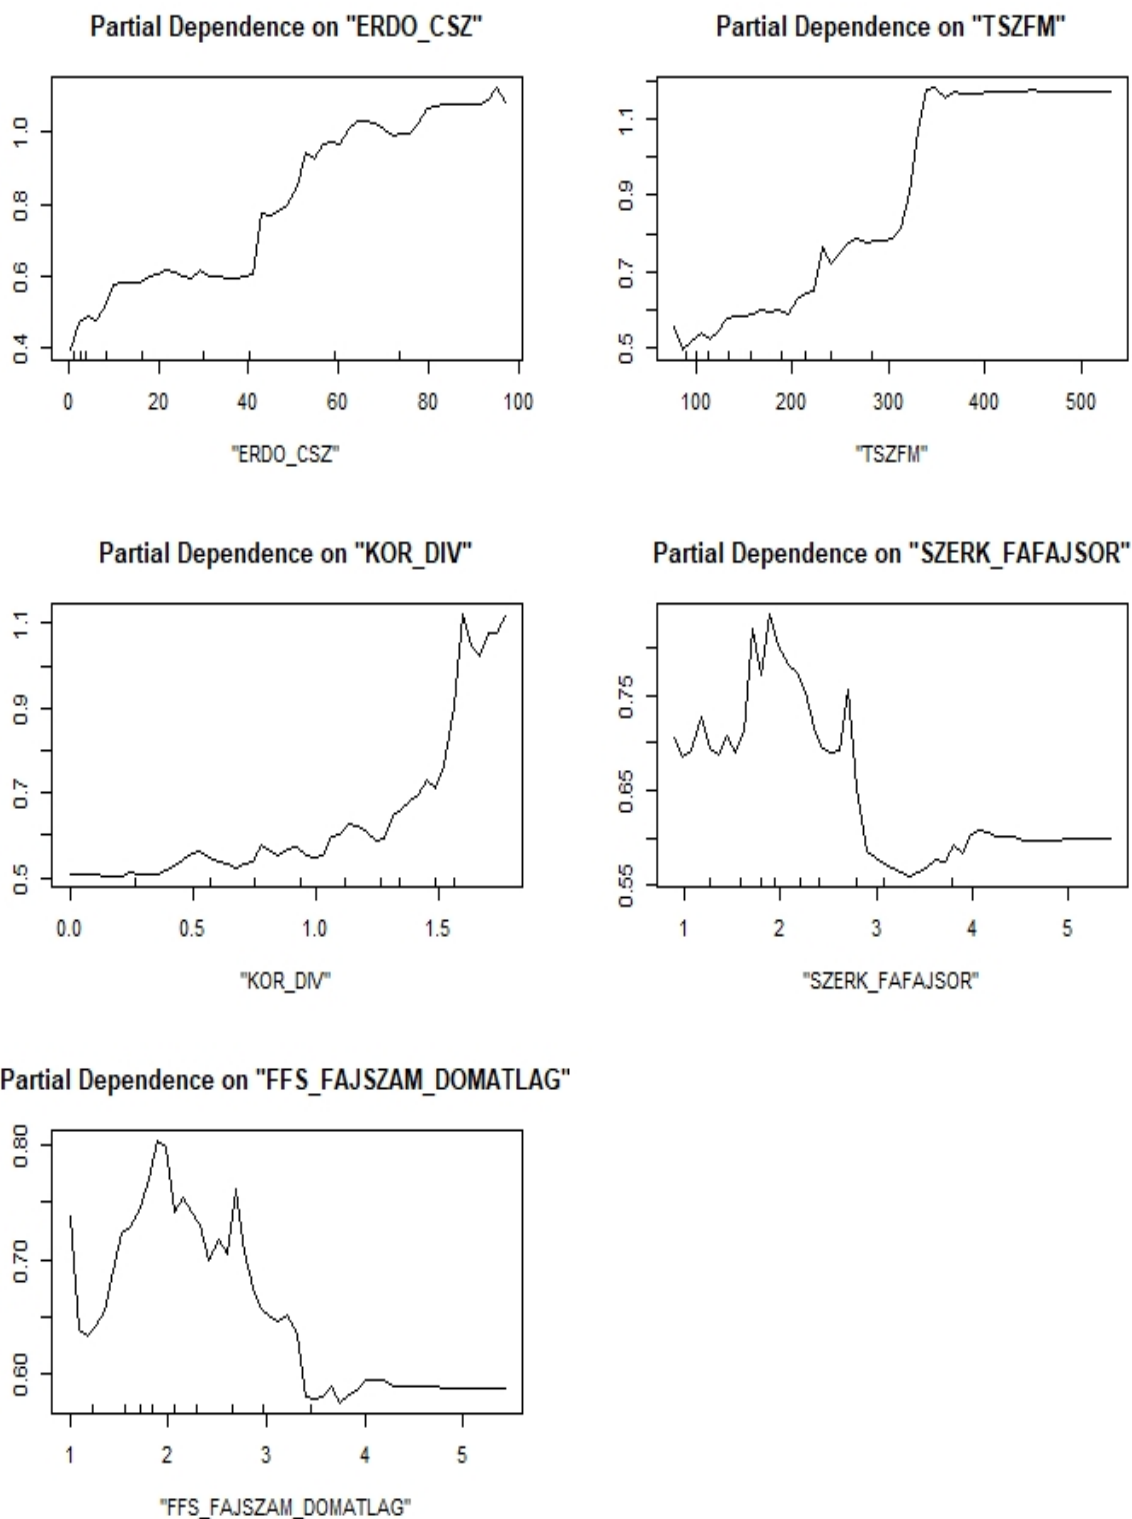 Partial Dependence on "ERDO_CSZ"
0.4 0.6 0.8 1.0
0 20 40 60 80 100
"ERDO_CSZ"
Partial Dependence on "TSZFM"
0.5 0.7 0.9 1.1
100 200 300 400 500
"TSZFM"
Partial Dependence on "KOR_DIV"
0.5 0.7 0.9 1.1
0.0 0.5 1.0 1.5
"KOR_DIV"
Partial Dependence on "SZERK_FAFAJSOR"
0.55 0.65 0.75
1 2 3 4 5
"SZERK_FAFAJSOR"
Partial Dependence on "FFS_FAJSZAM_DOMATLAG"
0.60 0.70 0.80
1 2 3 4 5
"FFS_FAJSZAM_DOMATLAG"